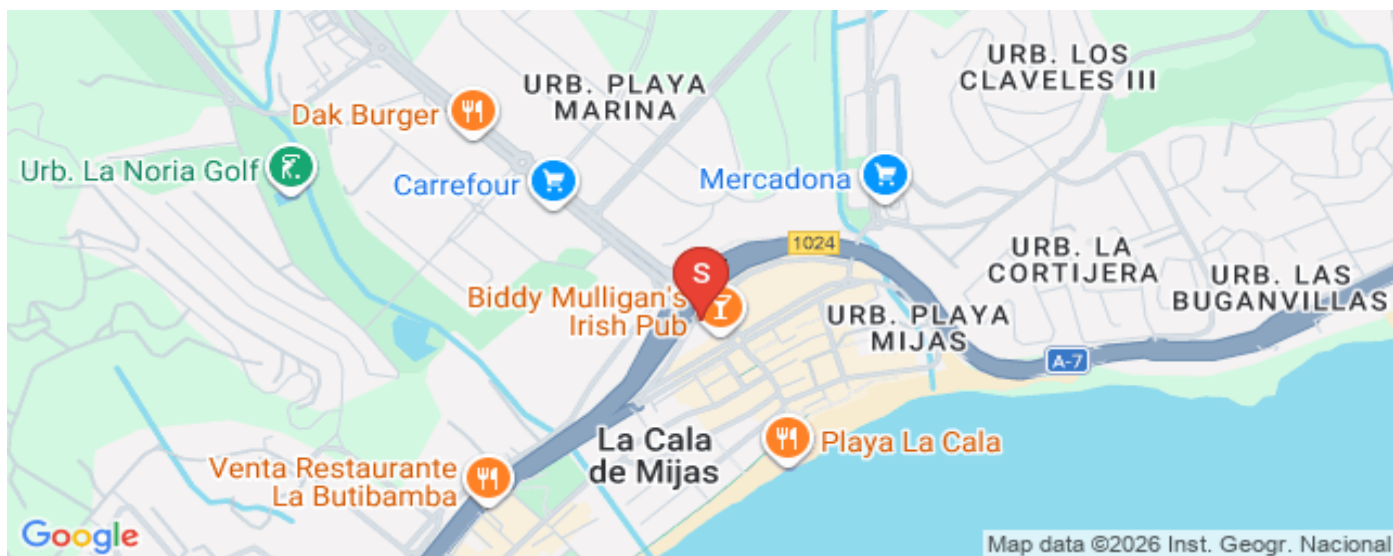 URB. LOS
CLAVELES III
URB. PLAYA
MARINA
Dak Burger
Urb. La Noria Golf
Carrefour
Mercadona
1024
URB. LA
CORTIJERA
URB. LAS
BUGANVILLAS
S
Biddy Mulligan's
Irish Pub
URB. PLAYA
MIJAS
A-7
La Cala
de Mijas
Playa La Cala
Venta Restaurante
La Butibamba
Google
Map data ©2026 Inst. Geogr. Nacional